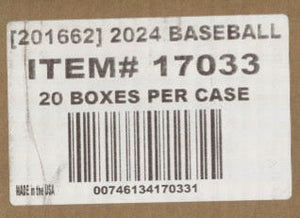 [201662] 2024 BASEBALL
ITEM# 17033
20 BOXES PER CASE
MADE in the USA
00746134170331